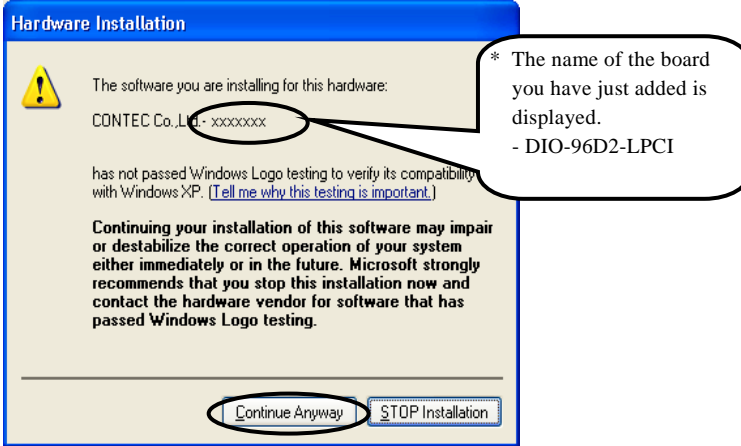 Hardware Installation
The software you are installing for this hardware:
CONTEC Co.,Ltd.- xxxxxxx
has not passed Windows Logo testing to verify its compatibility
with Windows XP. (Tell me why this testing is important.)
Continuing your installation of this software may impair
or destabilize the correct operation of your system
either immediately or in the future. Microsoft strongly
recommends that you stop this installation now and
contact the hardware vendor for software that has
passed Windows Logo testing.
Continue Anyway
STOP Installation
* The name of the board
you have just added is
displayed.
- DIO-96D2-LPCI